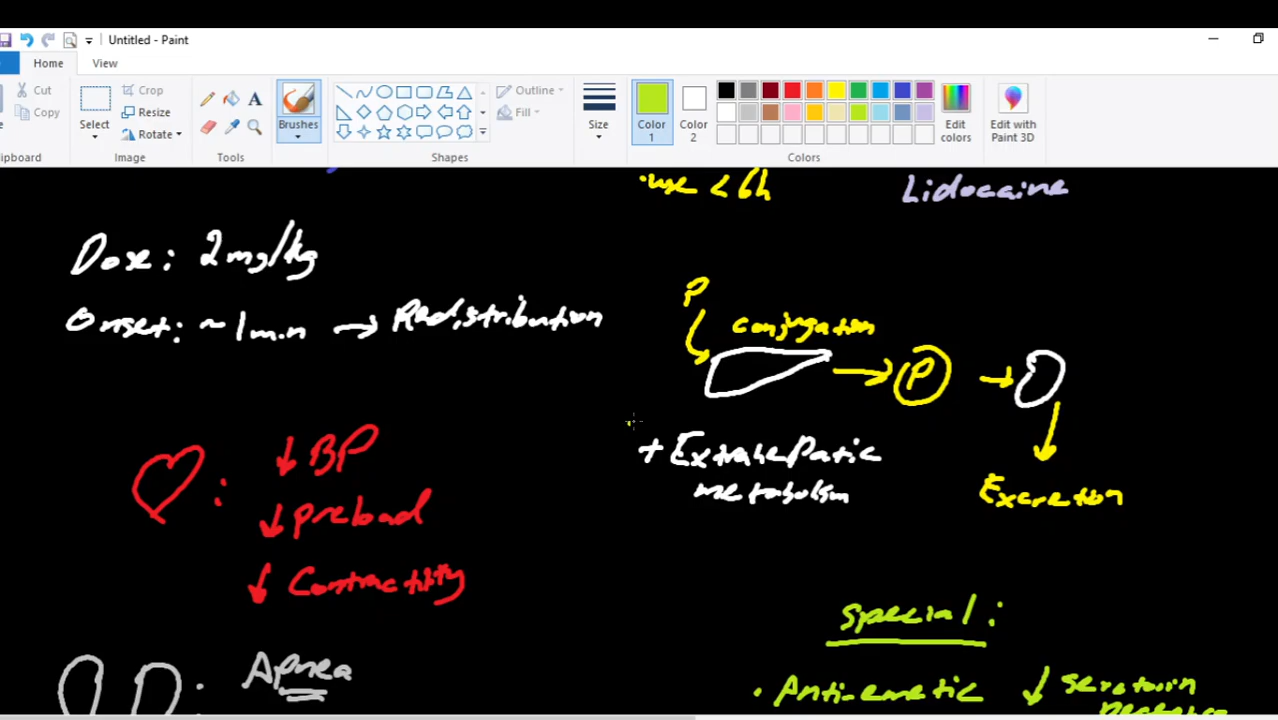 Untitled - Paint
Home View
Cut
Copy
Crop
Resize
Rotate
Select
Brushes
Outline
Fill
Size
Color 1
Color 2
Edit colors
Edit with Paint 3D
lipboard
Image
Tools
Shapes
Colors
· use < 6h
Lidocaine
Dose: 2mg/kg
Onset: ~ 1min → Redistribution
P
conjugation
→ P →
+ Extrahepatic
metabolism
Excretion
: ↓ BP
↓ preload
↓ Contractility
: Apnea
Special:
· Anti-emetic ↓ serotonin